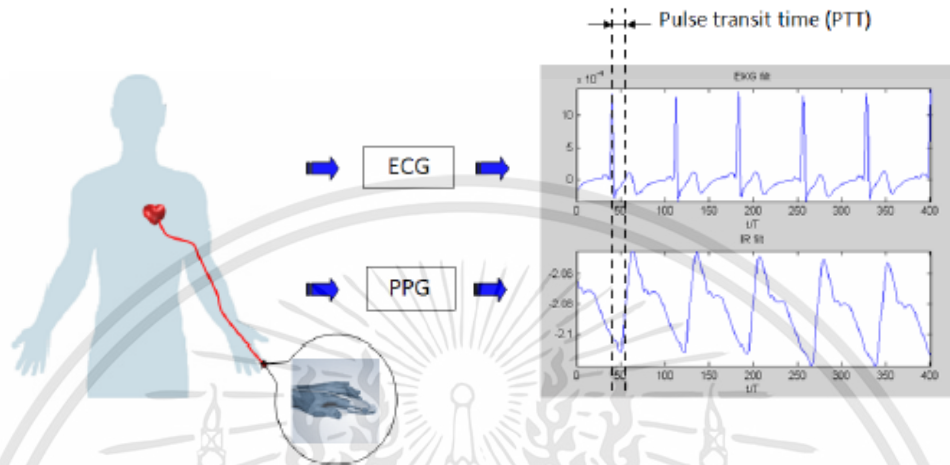 Pulse transit time (PTT)
EKG filt
x 10⁻⁴
10
5
0
0 50 100 150 200 250 300 350 400
t/T
ECG
IR filt
PPG
-2.06
-2.08
-2.1
0 50 100 150 200 250 300 350 400
t/T